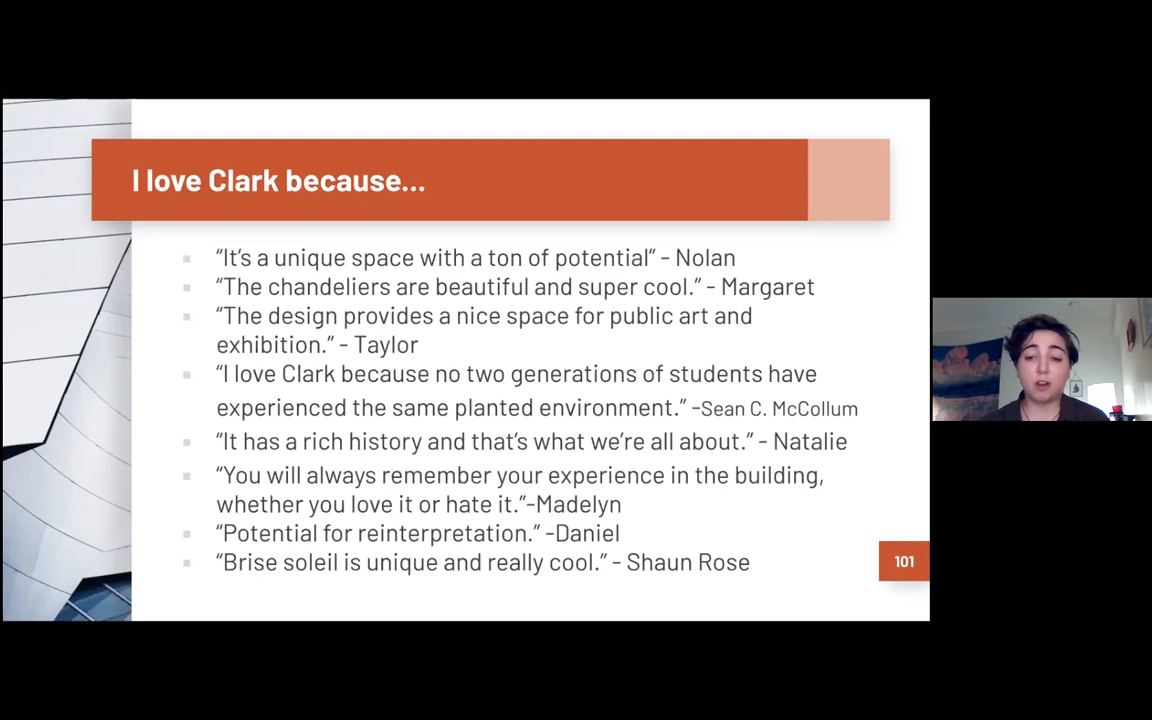 I love Clark because...
“It’s a unique space with a ton of potential” - Nolan
“The chandeliers are beautiful and super cool.” - Margaret
“The design provides a nice space for public art and
exhibition.” - Taylor
“I love Clark because no two generations of students have
experienced the same planted environment.” -Sean C. McCollum
“It has a rich history and that’s what we’re all about.” - Natalie
“You will always remember your experience in the building,
whether you love it or hate it.”-Madelyn
“Potential for reinterpretation.” -Daniel
“Brise soleil is unique and really cool.” - Shaun Rose
101